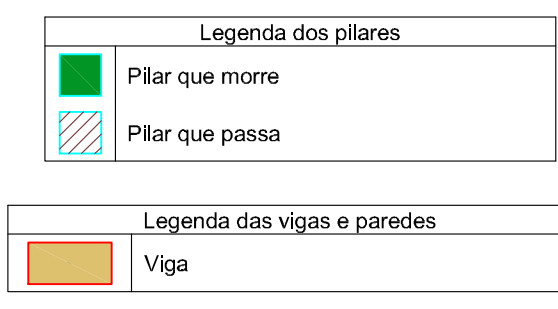 Legenda dos pilares
Pilar que morre
Pilar que passa
Legenda das vigas e paredes
Viga